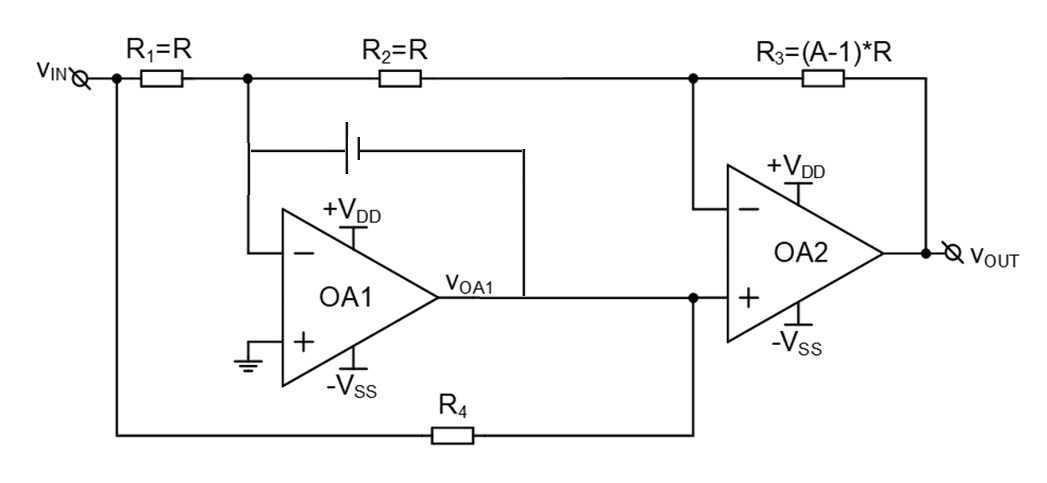 R₁=R
R₂=R
R₃=(A-1)*R
vIN
+VDD
+VDD
−
OA2
vOUT
−
OA1
vOA1
+
+
-VSS
-VSS
R₄